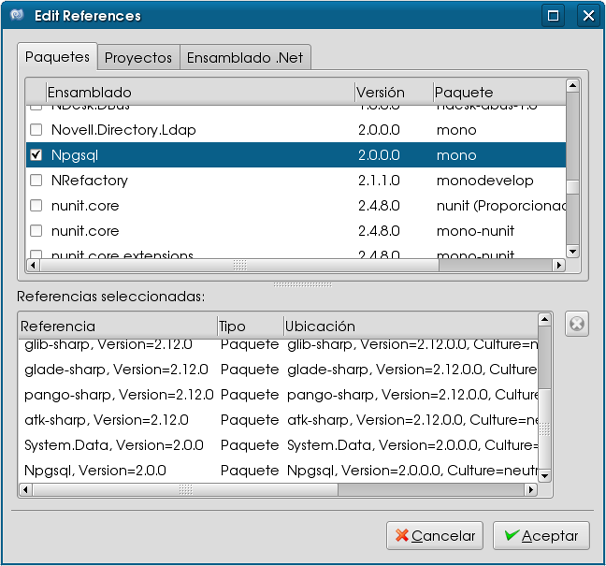 Edit References
Paquetes Proyectos Ensamblado .Net
Ensamblado Versión Paquete
NDesk.DBus 1.0.0.0 ndesk-dbus-1.0
Novell.Directory.Ldap 2.0.0.0 mono
Npgsql 2.0.0.0 mono
NRefactory 2.1.1.0 monodevelop
nunit.core 2.4.8.0 nunit (Proporcionad
nunit.core 2.4.8.0 mono-nunit
nunit.core.extensions 2.4.8.0 mono-nunit
Referencias seleccionadas:
Referencia Tipo Ubicación
glib-sharp, Version=2.12.0 Paquete glib-sharp, Version=2.12.0.0, Culture=n
glade-sharp, Version=2.12.0 Paquete glade-sharp, Version=2.12.0.0, Culture=
pango-sharp, Version=2.12.0 Paquete pango-sharp, Version=2.12.0.0, Culture=
atk-sharp, Version=2.12.0 Paquete atk-sharp, Version=2.12.0.0, Culture=ne
System.Data, Version=2.0.0 Paquete System.Data, Version=2.0.0.0, Culture=
Npgsql, Version=2.0.0 Paquete Npgsql, Version=2.0.0.0, Culture=neutr
Cancelar Aceptar